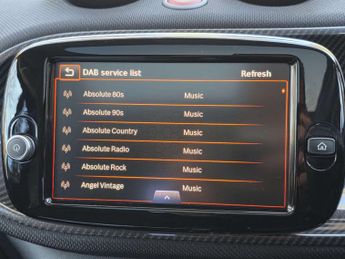 DAB service list Refresh
Absolute 80s Music
Absolute 90s Music
Absolute Country Music
Absolute Radio Music
Absolute Rock Music
Angel Vintage Music